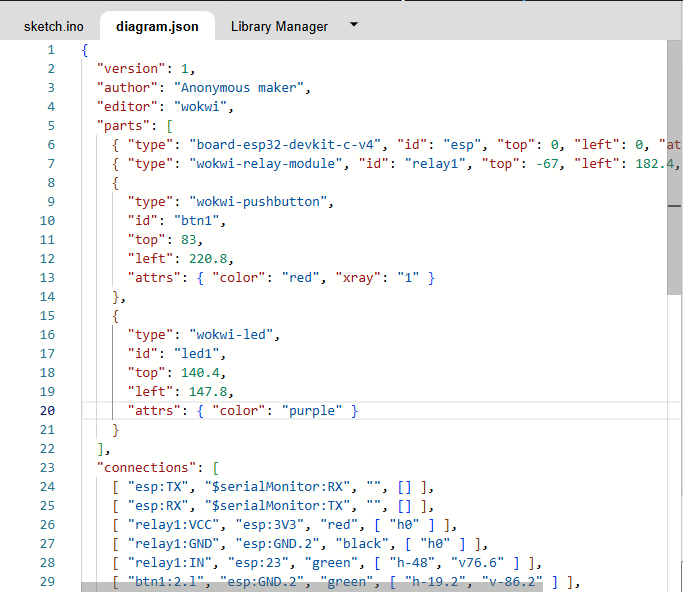 sketch.ino diagram.json Library Manager
1 {
2 "version": 1,
3 "author": "Anonymous maker",
4 "editor": "wokwi",
5 "parts": [
6 { "type": "board-esp32-devkit-c-v4", "id": "esp", "top": 0, "left": 0, "at
7 { "type": "wokwi-relay-module", "id": "relay1", "top": -67, "left": 182.4,
8 {
9 "type": "wokwi-pushbutton",
10 "id": "btn1",
11 "top": 83,
12 "left": 220.8,
13 "attrs": { "color": "red", "xray": "1" }
14 },
15 {
16 "type": "wokwi-led",
17 "id": "led1",
18 "top": 140.4,
19 "left": 147.8,
20 "attrs": { "color": "purple" }
21 }
22 ],
23 "connections": [
24 [ "esp:TX", "$serialMonitor:RX", "", [] ],
25 [ "esp:RX", "$serialMonitor:TX", "", [] ],
26 [ "relay1:VCC", "esp:3V3", "red", [ "h0" ] ],
27 [ "relay1:GND", "esp:GND.2", "black", [ "h0" ] ],
28 [ "relay1:IN", "esp:23", "green", [ "h-48", "v76.6" ] ],
29 [ "btn1:2.l", "esp:GND.2", "green", [ "h-19.2", "v-86.2" ] ],